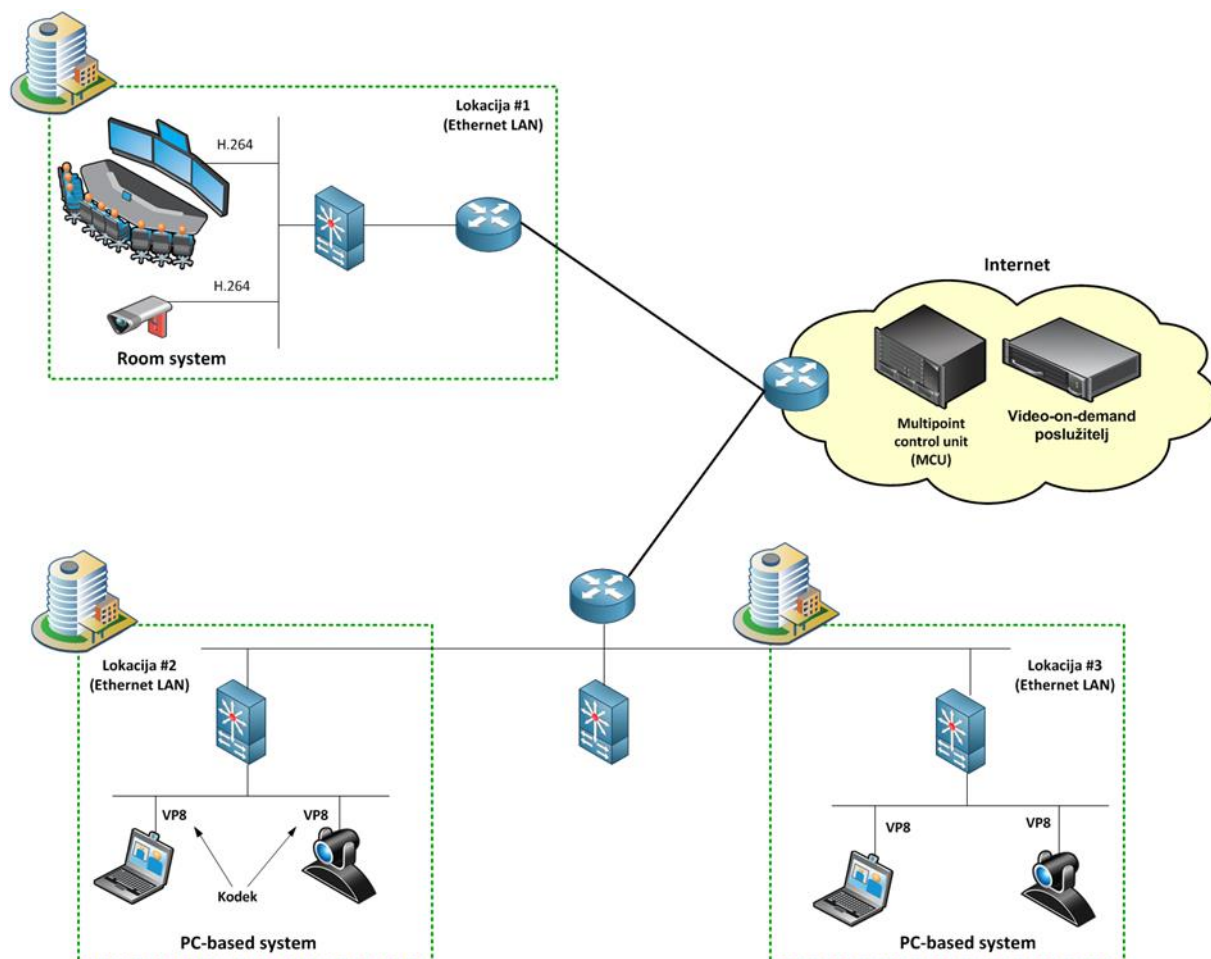 Lokacija #1
(Ethernet LAN)
H.264
H.264
Room system
Internet
Multipoint
control unit
(MCU)
Video-on-demand
poslužitelj
Lokacija #2
(Ethernet LAN)
VP8
VP8
Kodek
PC-based system
Lokacija #3
(Ethernet LAN)
VP8
VP8
PC-based system